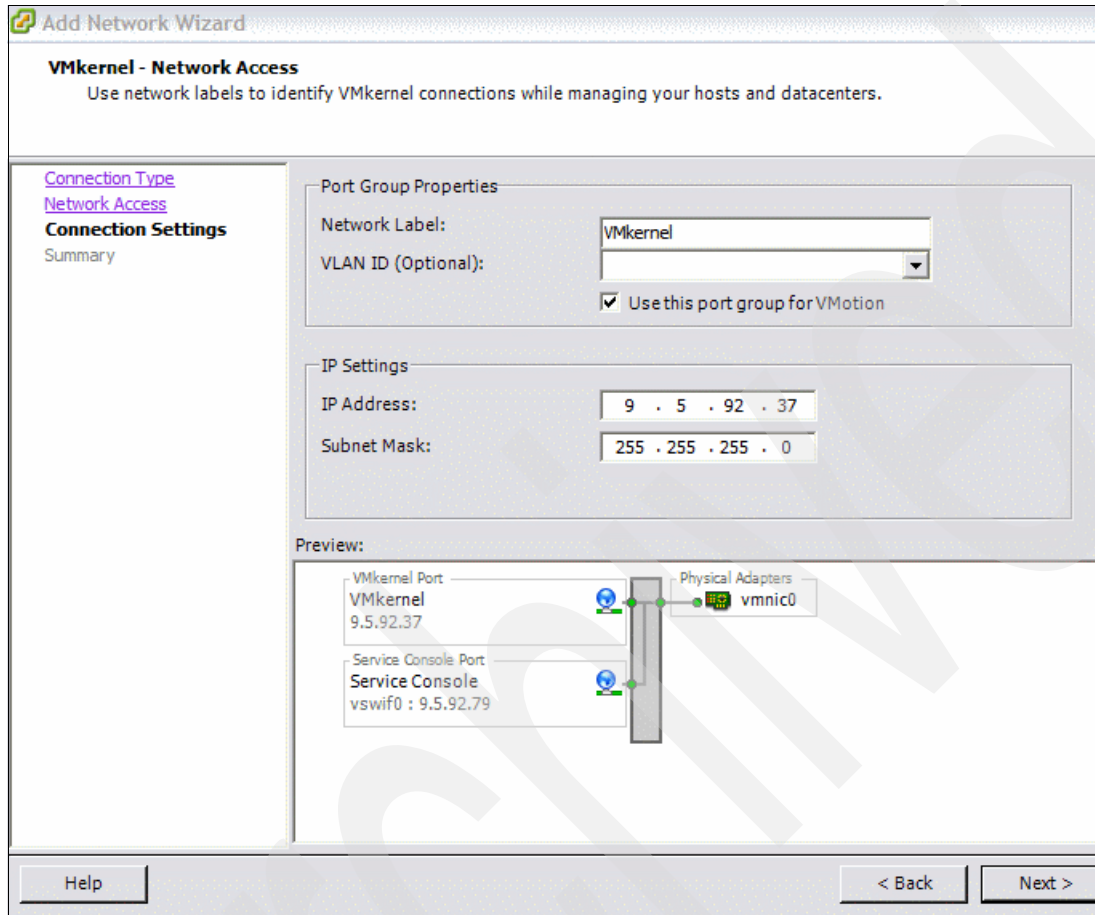 Add Network Wizard
VMkernel - Network Access
Use network labels to identify VMkernel connections while managing your hosts and datacenters.
Connection Type
Network Access
Connection Settings
Summary
Port Group Properties
Network Label:
VMkernel
VLAN ID (Optional):
Use this port group for VMotion
IP Settings
IP Address:
9 . 5 . 92 . 37
Subnet Mask:
255 . 255 . 255 . 0
Preview:
VMkernel Port
VMkernel
9.5.92.37
Physical Adapters
vmnic0
Service Console Port
Service Console
vswif0 : 9.5.92.79
Help
< Back
Next >